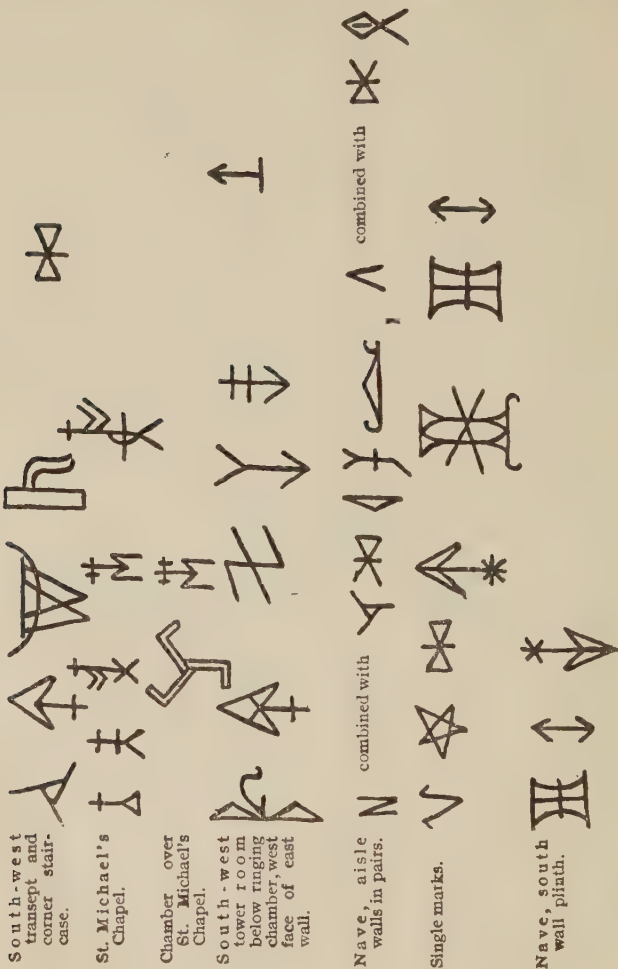 South-west
transept and
corner stair-
case.
St. Michael's
Chapel.
Chamber over
St. Michael's
Chapel.
South-west
tower room
below ringing
chamber, west
face of east
wall.
Nave, aisle
walls in pairs.
N combined with
, Λ combined with
Single marks.
Nave, south
wall plinth.